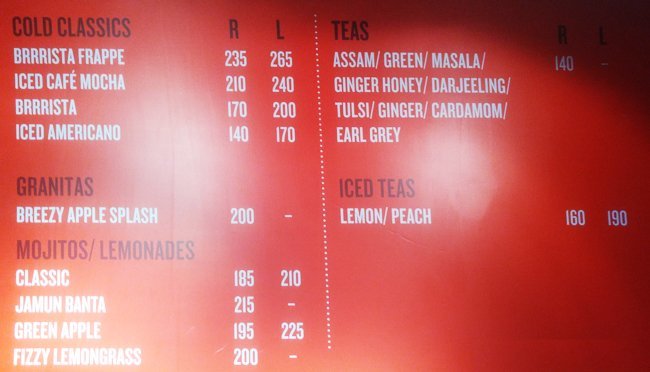 COLD CLASSICS R L
BRRRISTA FRAPPE 235 265
ICED CAFÉ MOCHA 210 240
BRRRISTA 170 200
ICED AMERICANO 140 170
GRANITAS
BREEZY APPLE SPLASH 200 –
MOJITOS/ LEMONADES
CLASSIC 185 210
JAMUN BANTA 215 –
GREEN APPLE 195 225
FIZZY LEMONGRASS 200 –
TEAS R L
ASSAM/ GREEN/ MASALA/ 140 –
GINGER HONEY/ DARJEELING/
TULSI/ GINGER/ CARDAMOM/
EARL GREY
ICED TEAS
LEMON/ PEACH 160 190